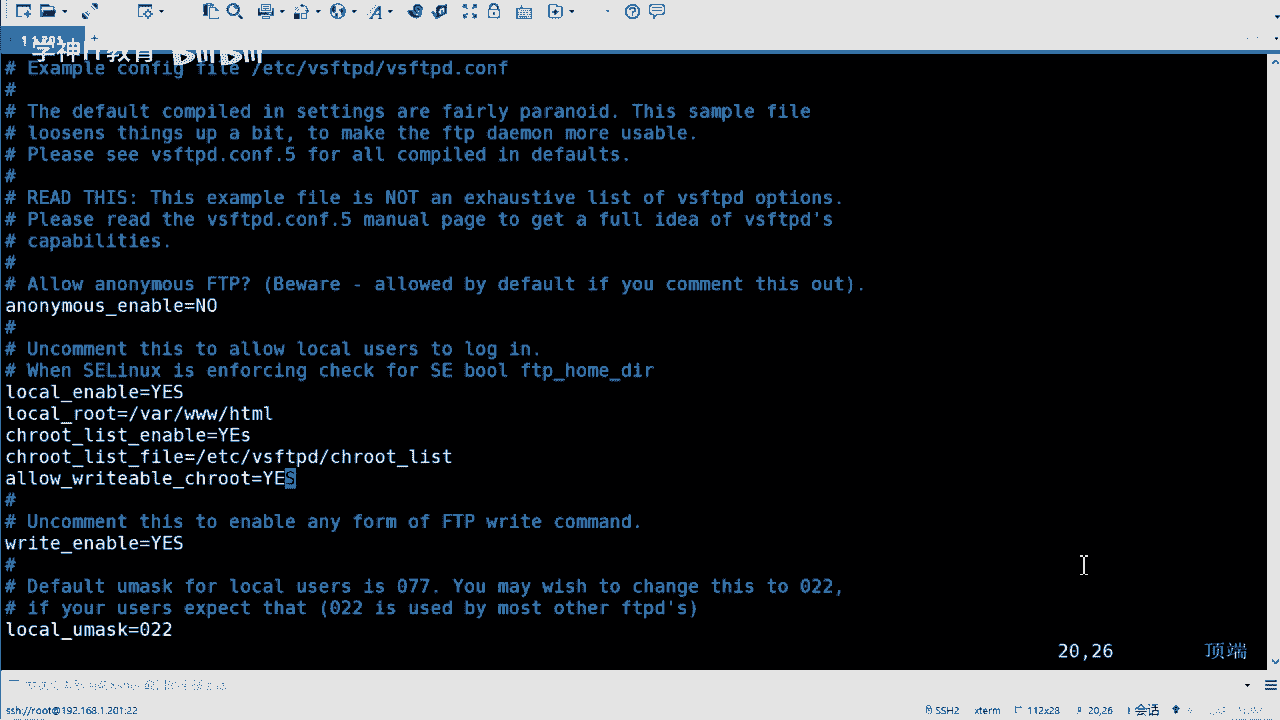 学神IT教育 bilibili
# Example config file /etc/vsftpd/vsftpd.conf
#
# The default compiled in settings are fairly paranoid. This sample file
# loosens things up a bit, to make the ftp daemon more usable.
# Please see vsftpd.conf.5 for all compiled in defaults.
#
# READ THIS: This example file is NOT an exhaustive list of vsftpd options.
# Please read the vsftpd.conf.5 manual page to get a full idea of vsftpd's
# capabilities.
#
# Allow anonymous FTP? (Beware - allowed by default if you comment this out).
anonymous_enable=NO
#
# Uncomment this to allow local users to log in.
# When SELinux is enforcing check for SE bool ftp_home_dir
local_enable=YES
local_root=/var/www/html
chroot_list_enable=YEs
chroot_list_file=/etc/vsftpd/chroot_list
allow_writeable_chroot=YES
#
# Uncomment this to enable any form of FTP write command.
write_enable=YES
#
# Default umask for local users is 077. You may wish to change this to 022,
# if your users expect that (022 is used by most other ftpd's)
local_umask=022
20,26 顶端
ssh://root@192.168.1.201:22 SSH2 xterm 112x28 20,26 1 会话